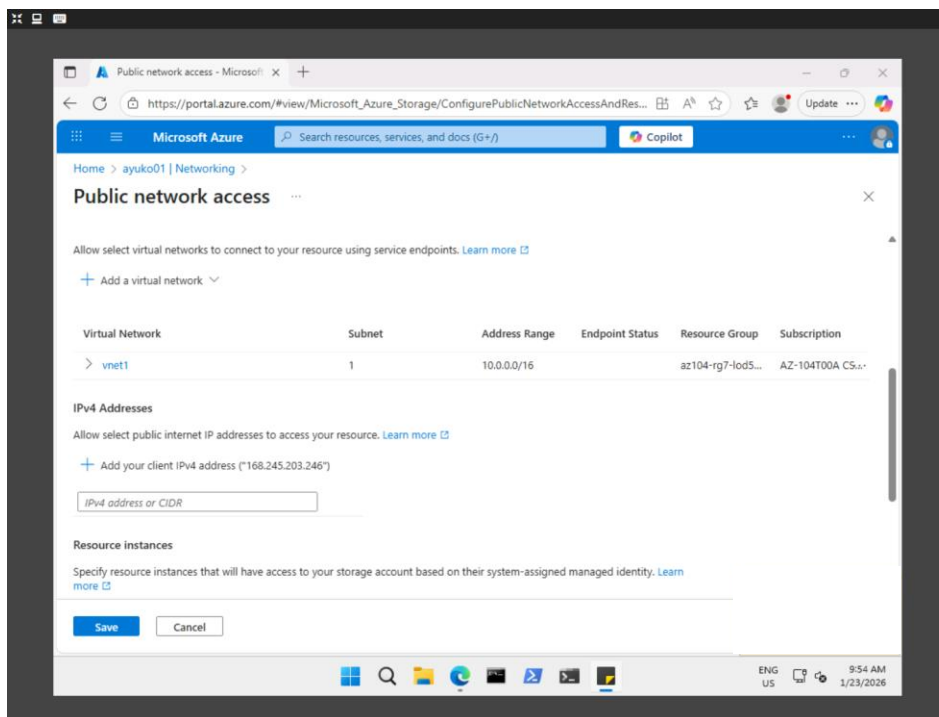 Public network access - Microsoft
https://portal.azure.com/#view/Microsoft_Azure_Storage/ConfigurePublicNetworkAccessAndRes...
Update
Microsoft Azure
Search resources, services, and docs (G+/)
Copilot
Home > ayuko01 | Networking >
Public network access ...
Allow select virtual networks to connect to your resource using service endpoints. Learn more
+ Add a virtual network
Virtual Network Subnet Address Range Endpoint Status Resource Group Subscription
> vnet1 1 10.0.0.0/16 az104-rg7-lod5... AZ-104T00A CS...
IPv4 Addresses
Allow select public internet IP addresses to access your resource. Learn more
+ Add your client IPv4 address ("168.245.203.246")
IPv4 address or CIDR
Resource instances
Specify resource instances that will have access to your storage account based on their system-assigned managed identity. Learn
more
Save Cancel
ENG 9:54 AM
US 1/23/2026